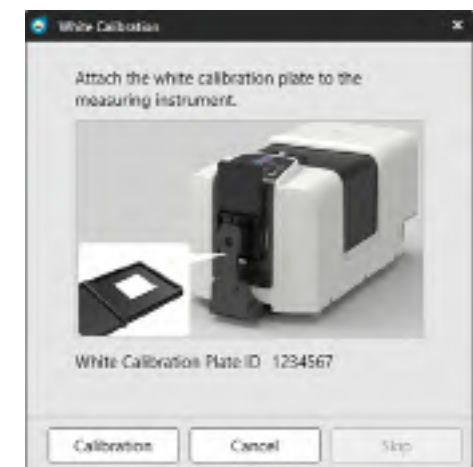 White Calibration
Attach the white calibration plate to the
measuring instrument.
White Calibration Plate ID 1234567
Calibration
Cancel
Skip